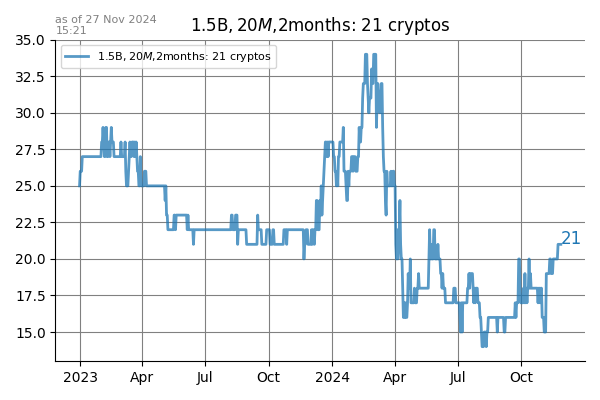 as of 27 Nov 2024
15:21
1.5B, 20M,2months: 21 cryptos
35.0
1.5B, 20M,2months: 21 cryptos
32.5
30.0
27.5
25.0
22.5
21
20.0
17.5
15.0
2023 Apr Jul Oct 2024 Apr Jul Oct